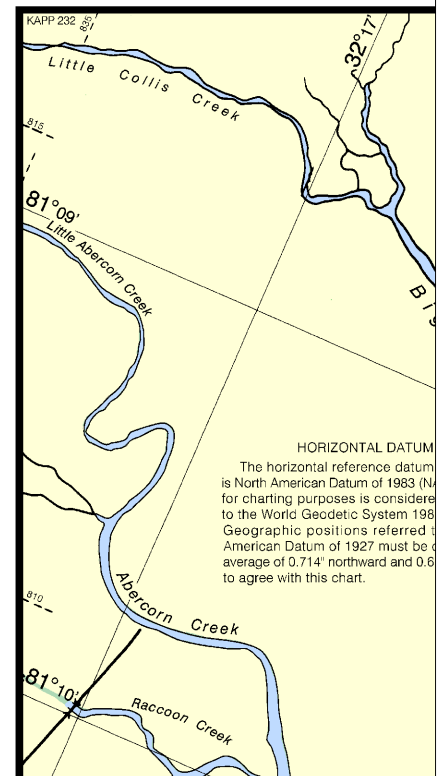 KAPP 232
835
32°17'
Little Collis Creek
815
81°09'
Little Abercorn Creek
Big
HORIZONTAL DATUM
The horizontal reference datum
is North American Datum of 1983 (NA
for charting purposes is considere
to the World Geodetic System 198
Geographic positions referred t
American Datum of 1927 must be c
average of 0.714" northward and 0.6
to agree with this chart.
810
Abercorn Creek
81°10'
Raccoon Creek